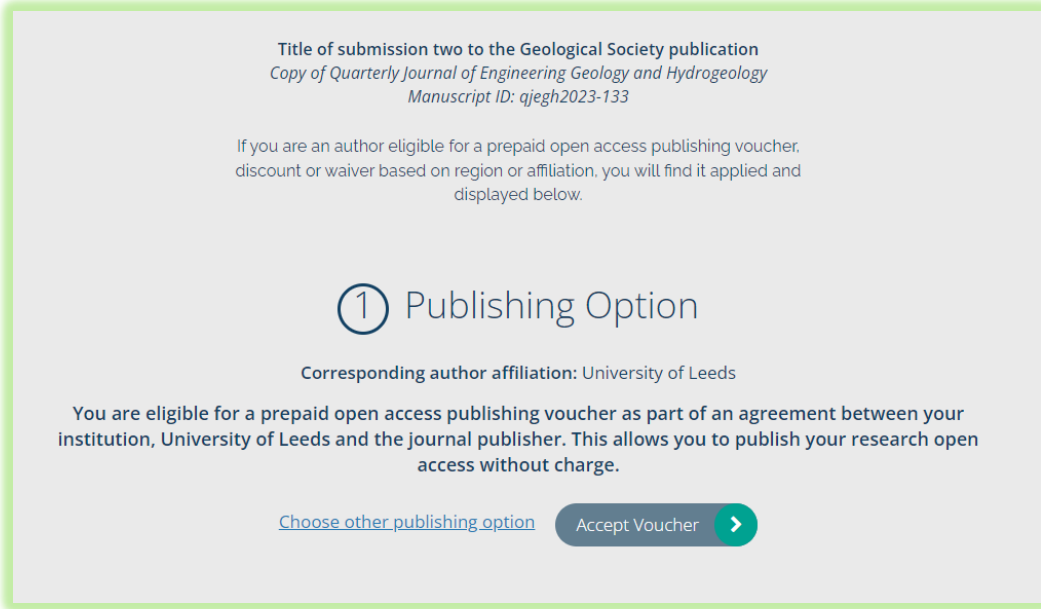 Title of submission two to the Geological Society publication
Copy of Quarterly Journal of Engineering Geology and Hydrogeology
Manuscript ID: qjegh2023-133
If you are an author eligible for a prepaid open access publishing voucher,
discount or waiver based on region or affiliation, you will find it applied and
displayed below.
1 Publishing Option
Corresponding author affiliation: University of Leeds
You are eligible for a prepaid open access publishing voucher as part of an agreement between your
institution, University of Leeds and the journal publisher. This allows you to publish your research open
access without charge.
Choose other publishing option Accept Voucher